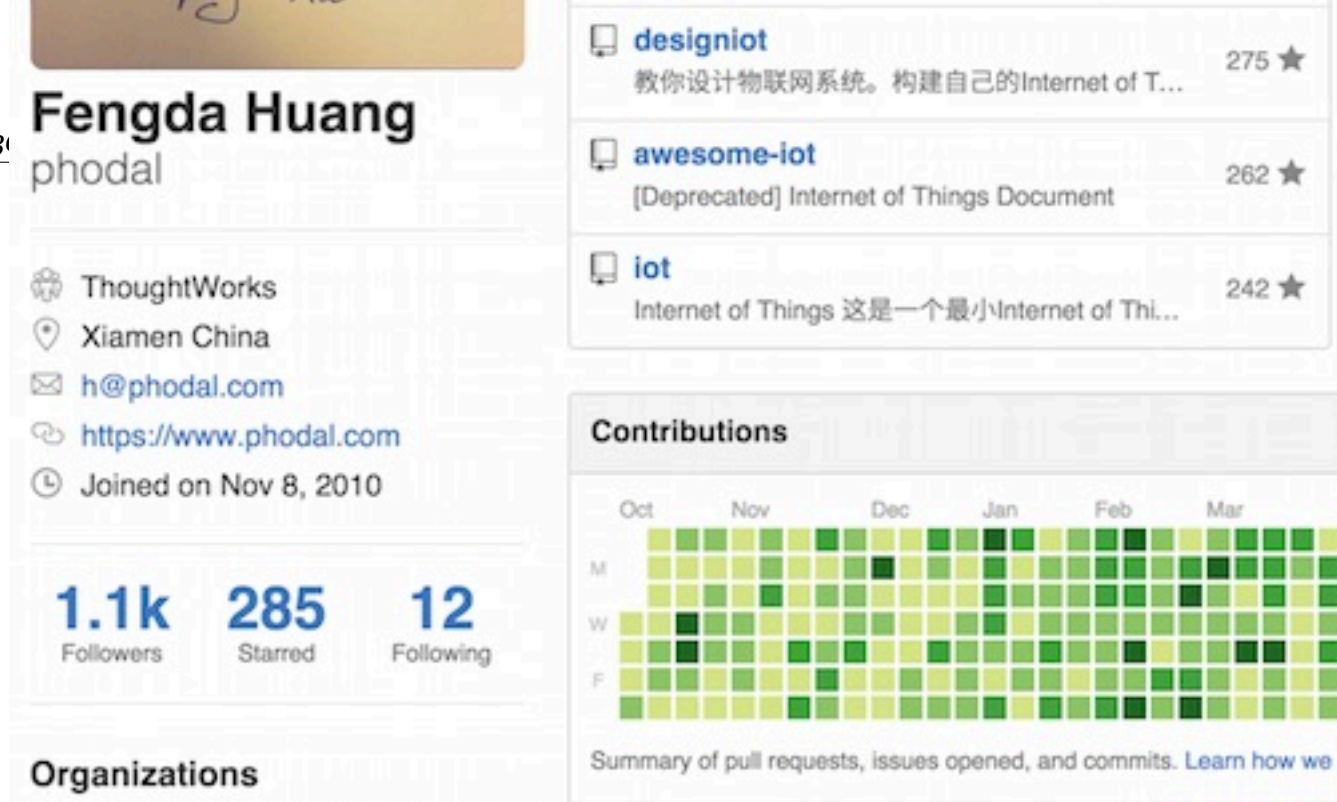 Fengda Huang
phodal
ThoughtWorks
Xiamen China
h@phodal.com
https://www.phodal.com
Joined on Nov 8, 2010
1.1k 285 12
Followers Starred Following
Organizations
designiot
275
教你设计物联网系统。构建自己的Internet of T...
awesome-iot
262
[Deprecated] Internet of Things Document
iot
242
Internet of Things 这是一个最小Internet of Thi...
Contributions
Oct Nov Dec Jan Feb Mar
M
W
F
Summary of pull requests, issues opened, and commits. Learn how we